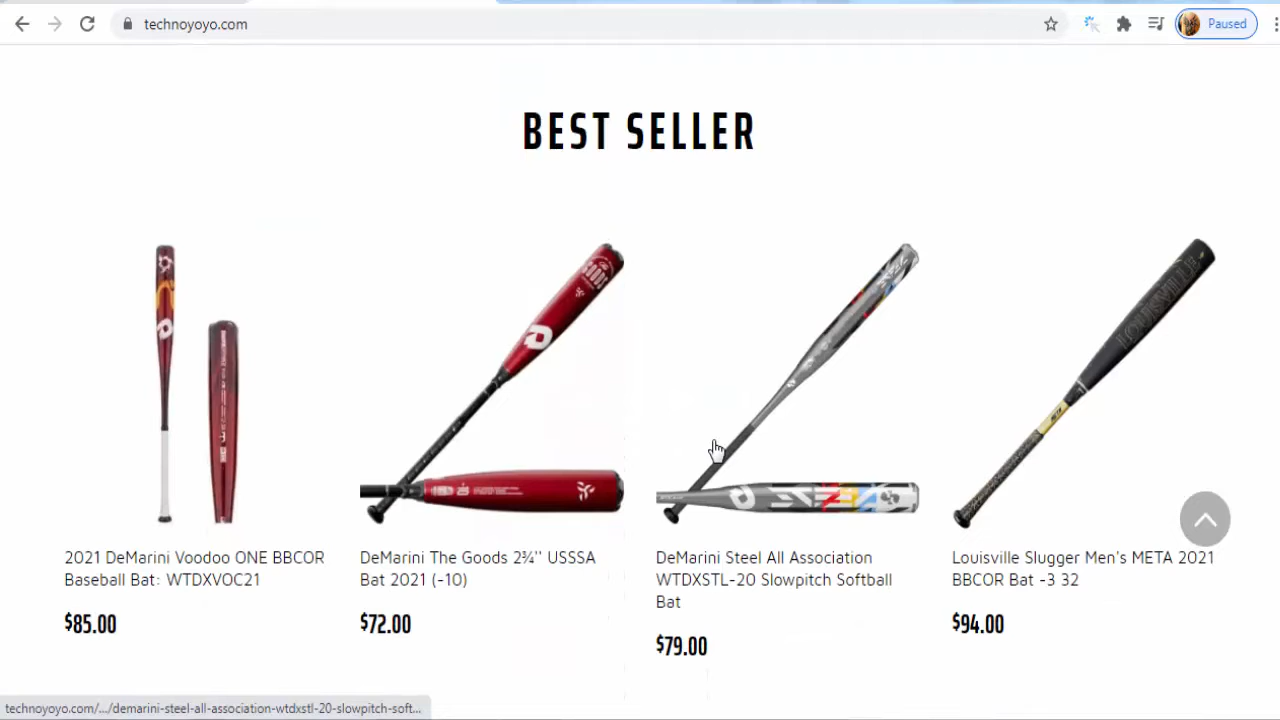 technoyoyo.com
Paused
BEST SELLER
LOUISVILLE
META
2021 DeMarini Voodoo ONE BBCOR
Baseball Bat: WTDXVOC21
$85.00
DeMarini The Goods 2¾'' USSSA
Bat 2021 (-10)
$72.00
DeMarini Steel All Association
WTDXSTL-20 Slowpitch Softball
Bat
$79.00
Louisville Slugger Men's META 2021
BBCOR Bat -3 32
$94.00
technoyoyo.com/.../demarini-steel-all-association-wtdxstl-20-slowpitch-soft...